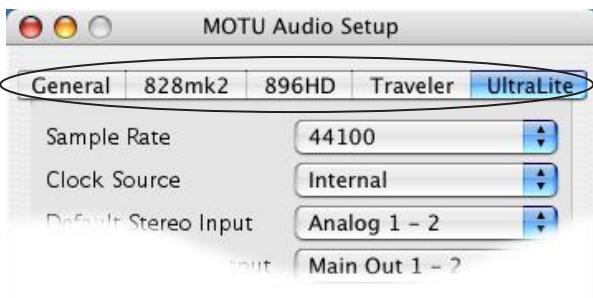 MOTU Audio Setup
General 828mk2 896HD Traveler UltraLite
Sample Rate 44100
Clock Source Internal
Default Stereo Input Analog 1 – 2
Main Out 1 – 2